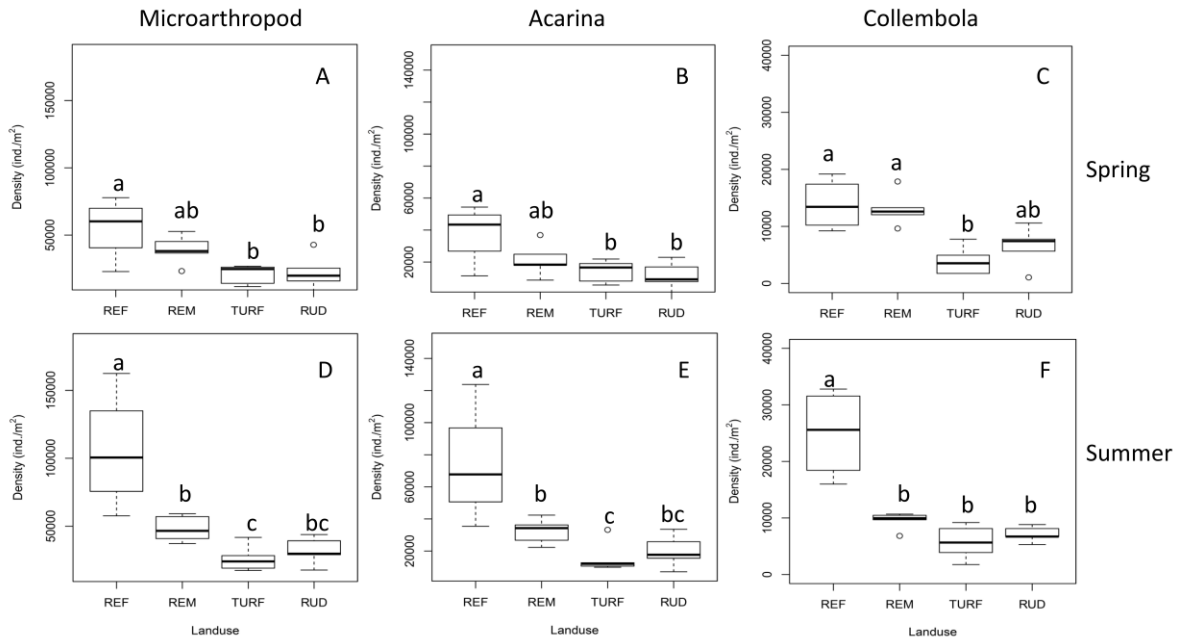 Microarthropod Acarina Collembola
A
Density (ind./m²)
50000 100000 150000
a ab b b
REF REM TURF RUD
B
Density (ind./m²)
20000 60000 100000 140000
a ab b b
REF REM TURF RUD
C
Density (ind./m²)
0 10000 20000 30000 40000
a a b ab
REF REM TURF RUD
Spring
D
Density (ind./m²)
50000 100000 150000
a b c bc
REF REM TURF RUD
Landuse
E
Density (ind./m²)
20000 60000 100000 140000
a b c bc
REF REM TURF RUD
Landuse
F
Density (ind./m²)
0 10000 20000 30000 40000
a b b b
REF REM TURF RUD
Landuse
Summer